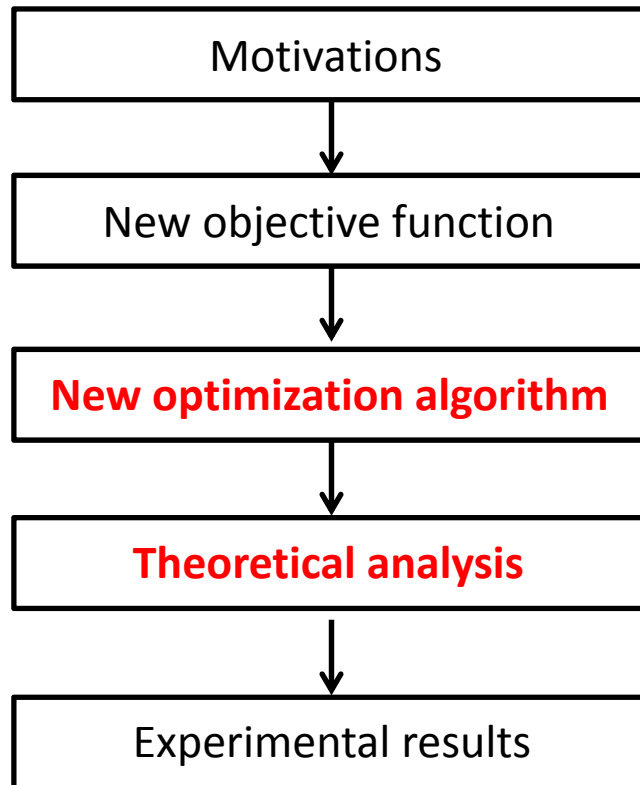 Motivations
New objective function
New optimization algorithm
Theoretical analysis
Experimental results